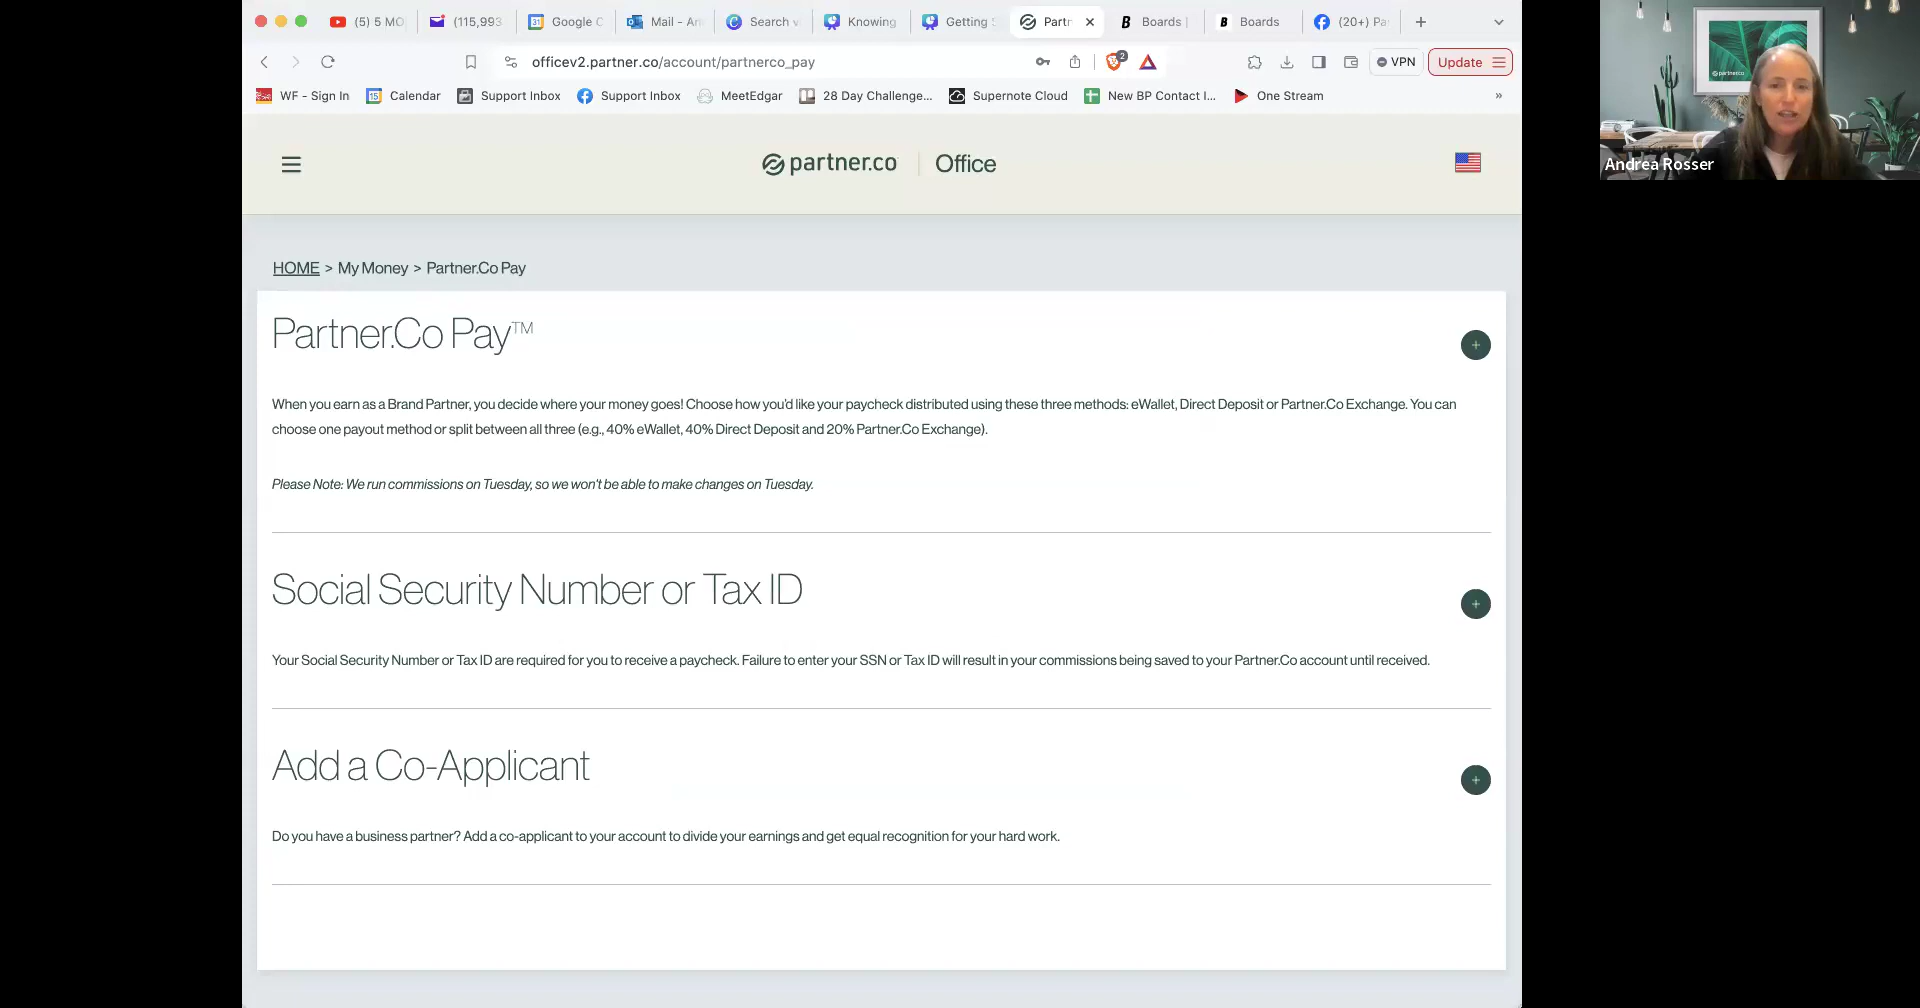 (5) 5 MO
(115,993
Google C
Mail - An
Search v
Knowing
Getting S
Partn
Boards |
Boards
(20+) Pa
officev2.partner.co/account/partnerco_pay
2
VPN
Update
WF - Sign In
Calendar
Support Inbox
Support Inbox
MeetEdgar
28 Day Challenge...
Supernote Cloud
New BP Contact I...
One Stream
»
partner.co | Office
Andrea Rosser
HOME > My Money > Partner.Co Pay
Partner.Co Pay™
When you earn as a Brand Partner, you decide where your money goes! Choose how you'd like your paycheck distributed using these three methods: eWallet, Direct Deposit or Partner.Co Exchange. You can
choose one payout method or split between all three (e.g., 40% eWallet, 40% Direct Deposit and 20% Partner.Co Exchange).
Please Note: We run commissions on Tuesday, so we won't be able to make changes on Tuesday.
Social Security Number or Tax ID
Your Social Security Number or Tax ID are required for you to receive a paycheck. Failure to enter your SSN or Tax ID will result in your commissions being saved to your Partner.Co account until received.
Add a Co-Applicant
Do you have a business partner? Add a co-applicant to your account to divide your earnings and get equal recognition for your hard work.